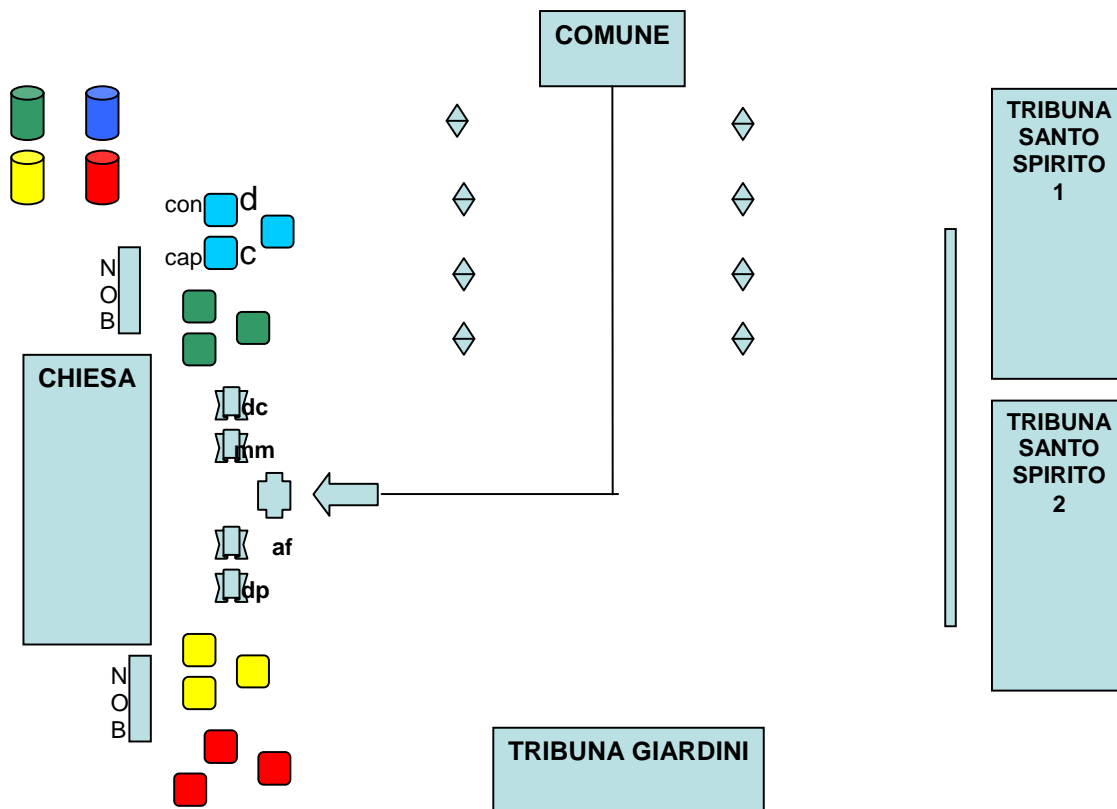 COMUNE
TRIBUNA
SANTO
SPIRITO
1
con d
cap c
N
O
B
CHIESA
dc
mm
TRIBUNA
SANTO
SPIRITO
2
af
dp
N
O
B
TRIBUNA GIARDINI